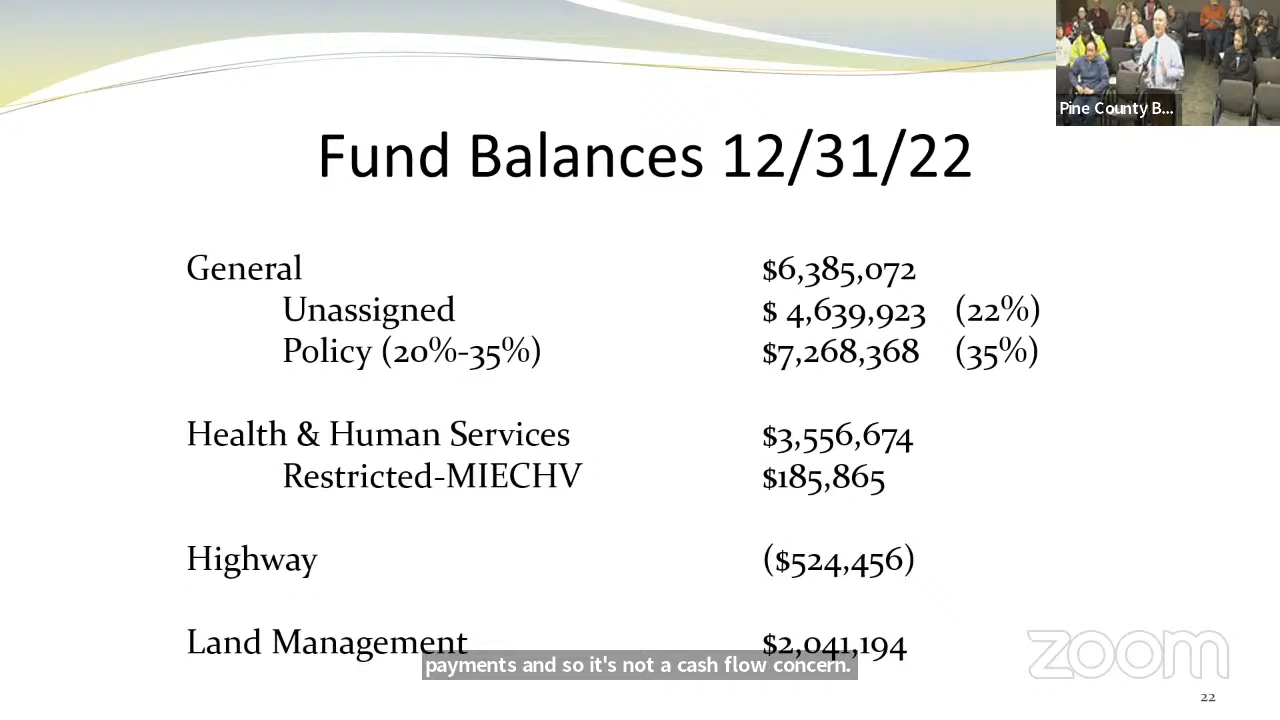 Pine County B...
Fund Balances 12/31/22
General $6,385,072
Unassigned $ 4,639,923 (22%)
Policy (20%-35%) $7,268,368 (35%)
Health & Human Services $3,556,674
Restricted-MIECHV $185,865
Highway ($524,456)
Land Management $2,041,194
payments and so it's not a cash flow concern.
zoom
22